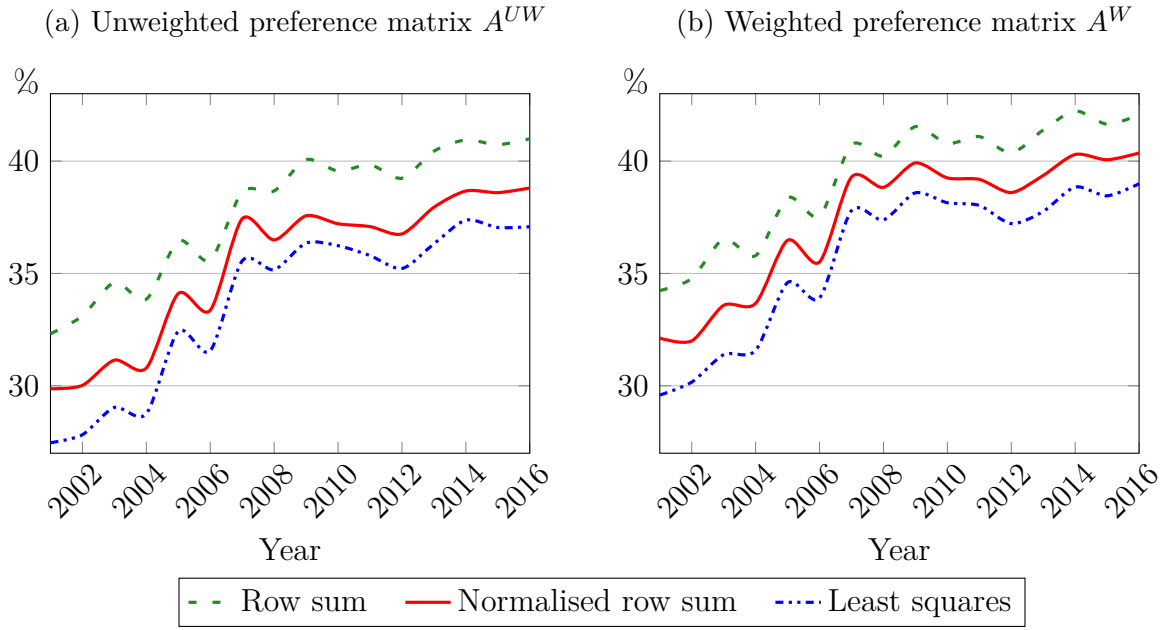 (a) Unweighted preference matrix A^{UW}
%
40
35
30
2002 2004 2006 2008 2010 2012 2014 2016
Year
(b) Weighted preference matrix A^{W}
%
40
35
30
2002 2004 2006 2008 2010 2012 2014 2016
Year
Row sum Normalised row sum Least squares